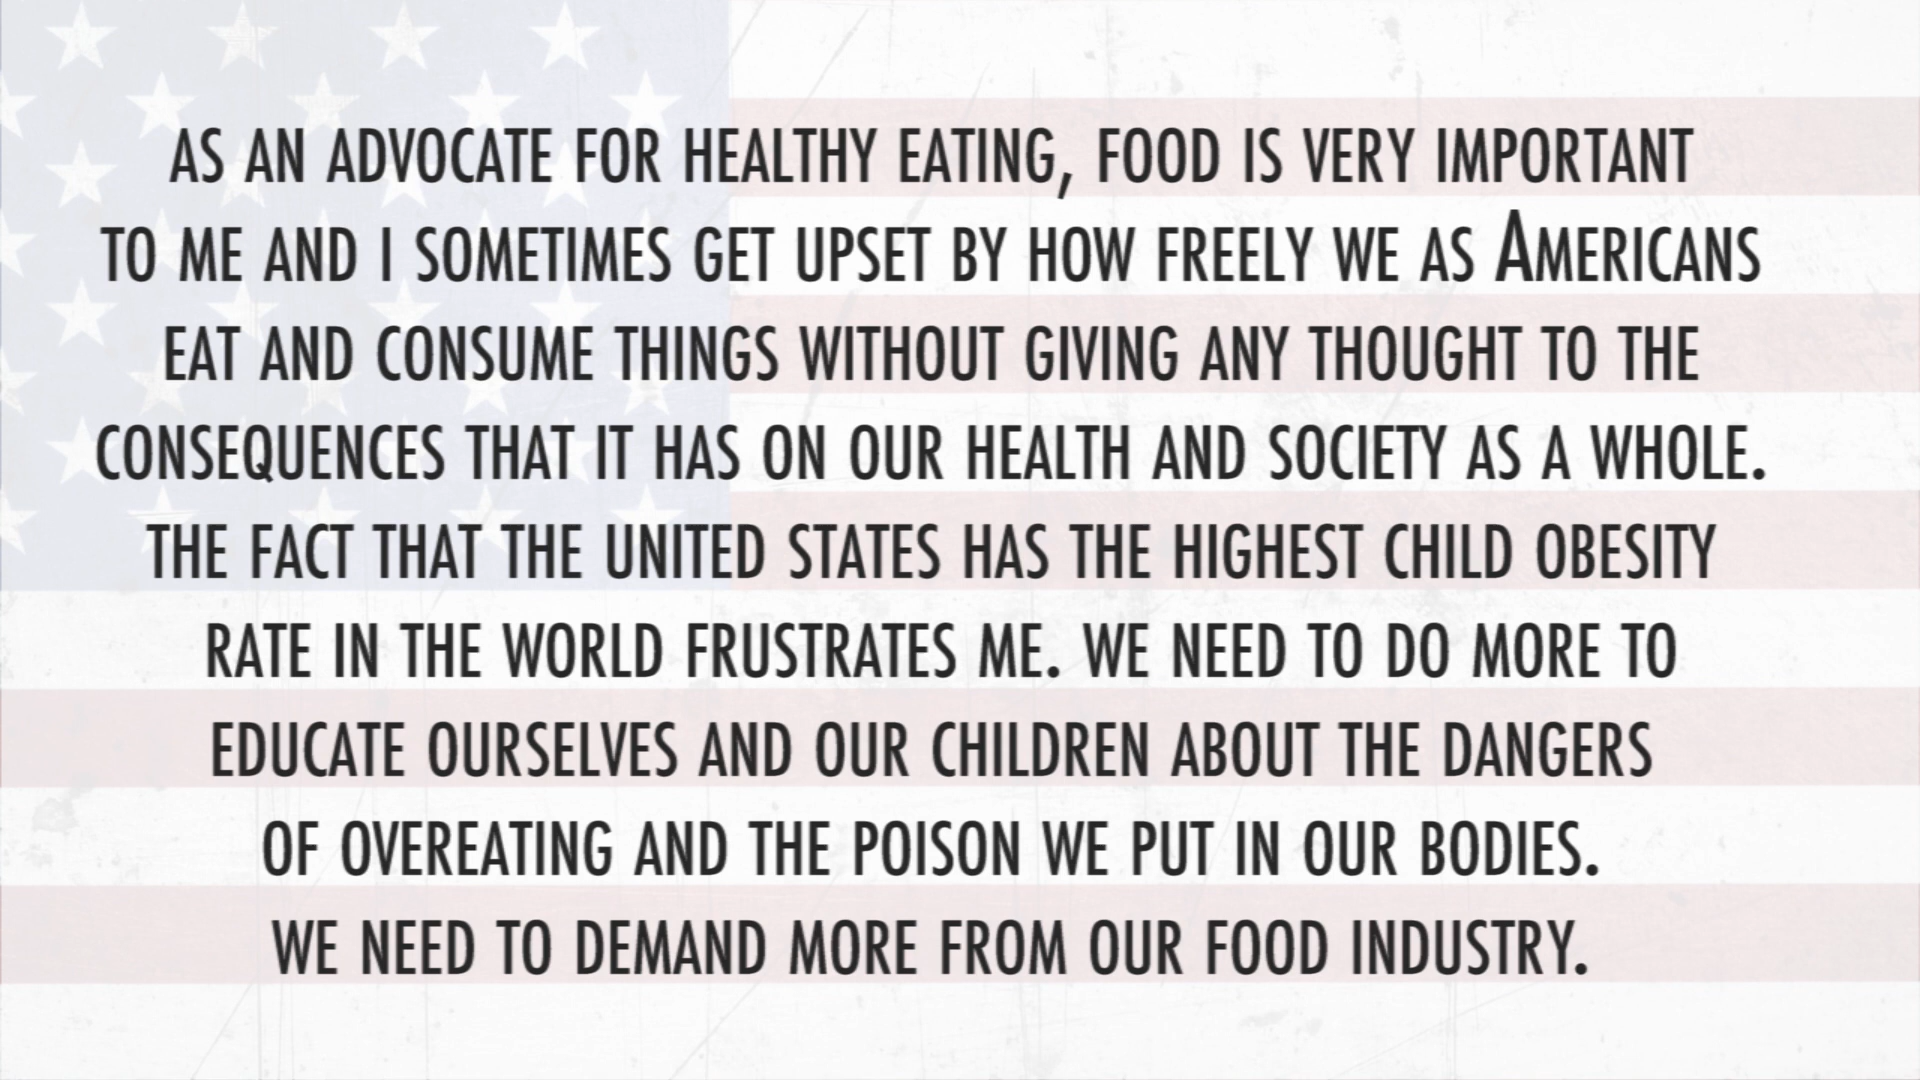 AS AN ADVOCATE FOR HEALTHY EATING, FOOD IS VERY IMPORTANT
TO ME AND I SOMETIMES GET UPSET BY HOW FREELY WE AS AMERICANS
EAT AND CONSUME THINGS WITHOUT GIVING ANY THOUGHT TO THE
CONSEQUENCES THAT IT HAS ON OUR HEALTH AND SOCIETY AS A WHOLE.
THE FACT THAT THE UNITED STATES HAS THE HIGHEST CHILD OBESITY
RATE IN THE WORLD FRUSTRATES ME. WE NEED TO DO MORE TO
EDUCATE OURSELVES AND OUR CHILDREN ABOUT THE DANGERS
OF OVEREATING AND THE POISON WE PUT IN OUR BODIES.
WE NEED TO DEMAND MORE FROM OUR FOOD INDUSTRY.